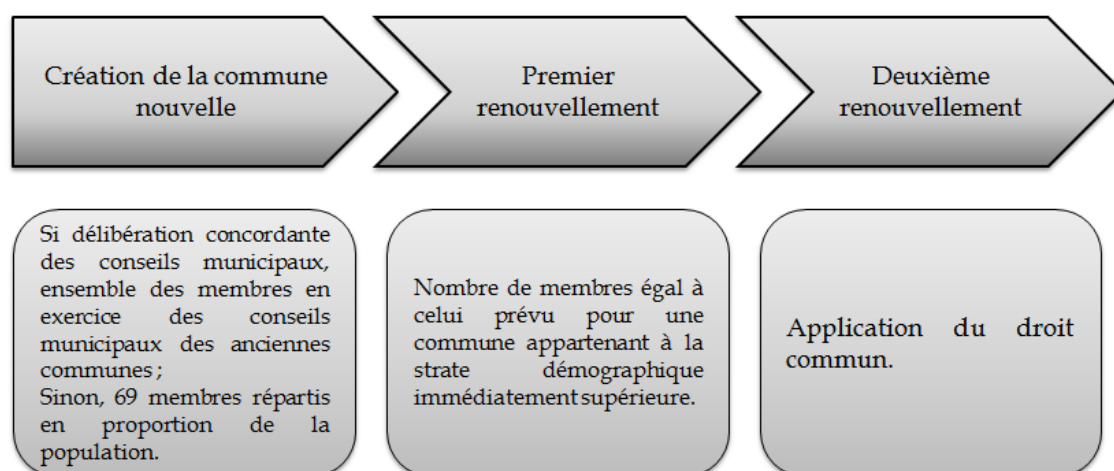 Création de la commune
nouvelle
Premier
renouvellement
Deuxième
renouvellement
Si délibération concordante
des conseils municipaux,
ensemble des membres en
exercice des conseils
municipaux des anciennes
communes ;
Sinon, 69 membres répartis
en proportion de la
population.
Nombre de membres égal à
celui prévu pour une
commune appartenant à la
strate démographique
immédiatement supérieure.
Application du droit
commun.